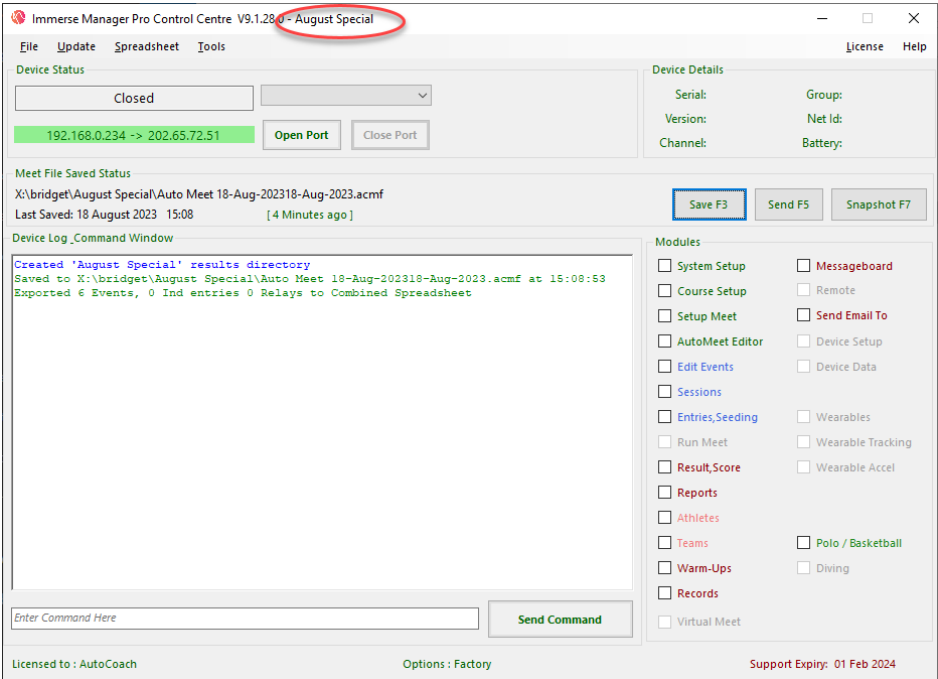 Immerse Manager Pro Control Centre V9.1.28.0 - August Special
File Update Spreadsheet Tools License Help
Device Status
Closed
192.168.0.234 -> 202.65.72.51 Open Port Close Port
Device Details
Serial: Group:
Version: Net Id:
Channel: Battery:
Meet File Saved Status
X:\bridget\August Special\Auto Meet 18-Aug-202318-Aug-2023.acmf
Last Saved: 18 August 2023 15:08 [ 4 Minutes ago ]
Save F3 Send F5 Snapshot F7
Device Log _Command Window
Created 'August Special' results directory
Saved to X:\bridget\August Special\Auto Meet 18-Aug-202318-Aug-2023.acmf at 15:08:53
Exported 6 Events, 0 Ind entries 0 Relays to Combined Spreadsheet
Enter Command Here Send Command
Modules
System Setup Messageboard
Course Setup Remote
Setup Meet Send Email To
AutoMeet Editor Device Setup
Edit Events Device Data
Sessions
Entries,Seeding Wearables
Run Meet Wearable Tracking
Result,Score Wearable Accel
Reports
Athletes
Teams Polo / Basketball
Warm-Ups Diving
Records
Virtual Meet
Licensed to : AutoCoach Options : Factory Support Expiry: 01 Feb 2024